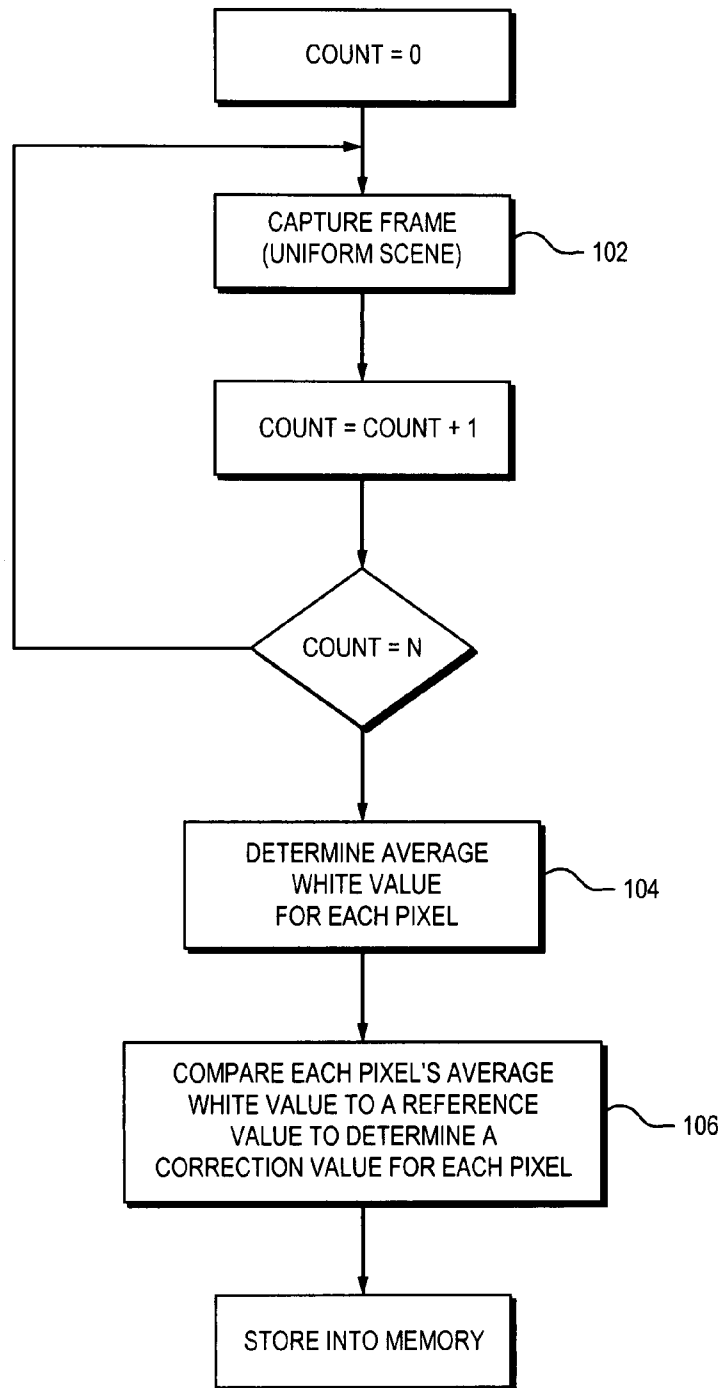 COUNT = 0
CAPTURE FRAME
(UNIFORM SCENE)
102
COUNT = COUNT + 1
COUNT = N
DETERMINE AVERAGE
WHITE VALUE
FOR EACH PIXEL
104
COMPARE EACH PIXEL'S AVERAGE
WHITE VALUE TO A REFERENCE
VALUE TO DETERMINE A
CORRECTION VALUE FOR EACH PIXEL
106
STORE INTO MEMORY